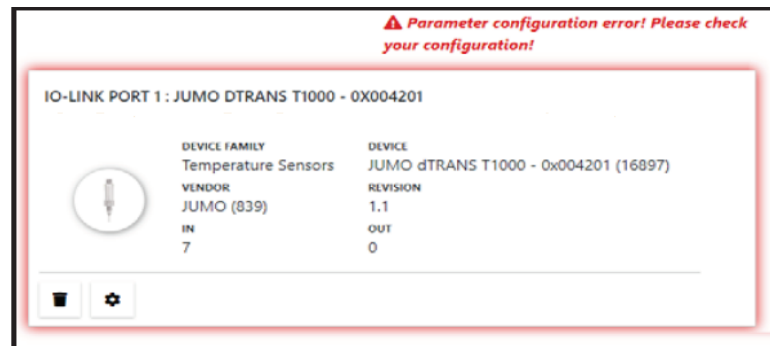 Parameter configuration error! Please check
your configuration!
IO-LINK PORT 1 : JUMO DTRANS T1000 - 0X004201
DEVICE FAMILY DEVICE
Temperature Sensors JUMO dTRANS T1000 - 0x004201 (16897)
VENDOR REVISION
JUMO (839) 1.1
IN OUT
7 0